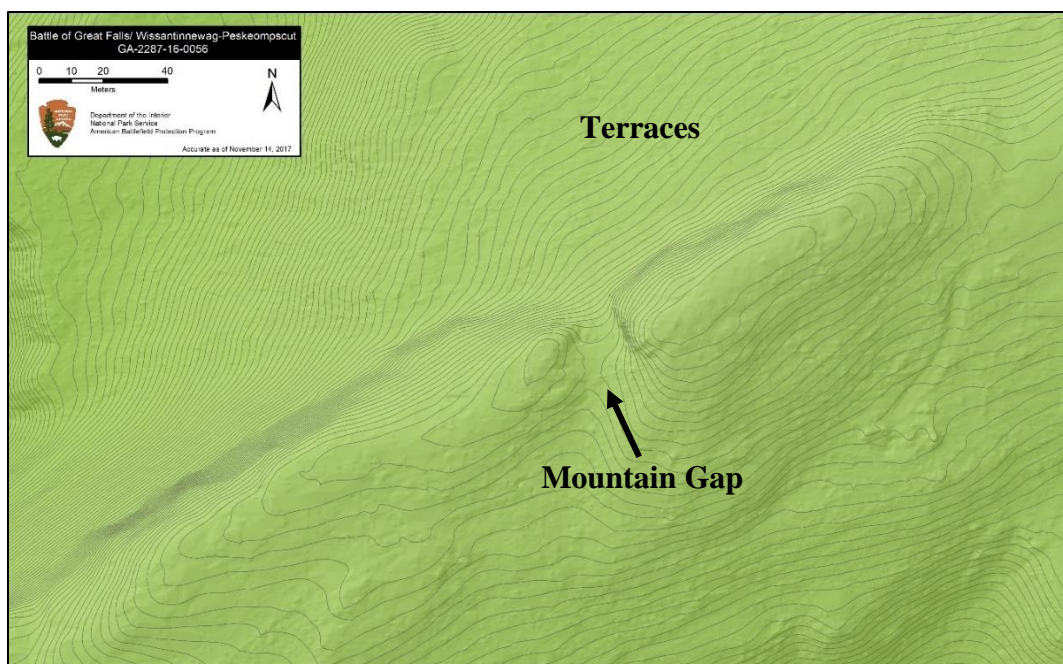 Battle of Great Falls/ Wissantinnewag-Peskeompscut
GA-2287-16-0056
0 10 20 40
Meters
N
Department of the Interior
National Park Service
American Battlefield Protection Program
Accurate as of November 14, 2017
Terraces
Mountain Gap